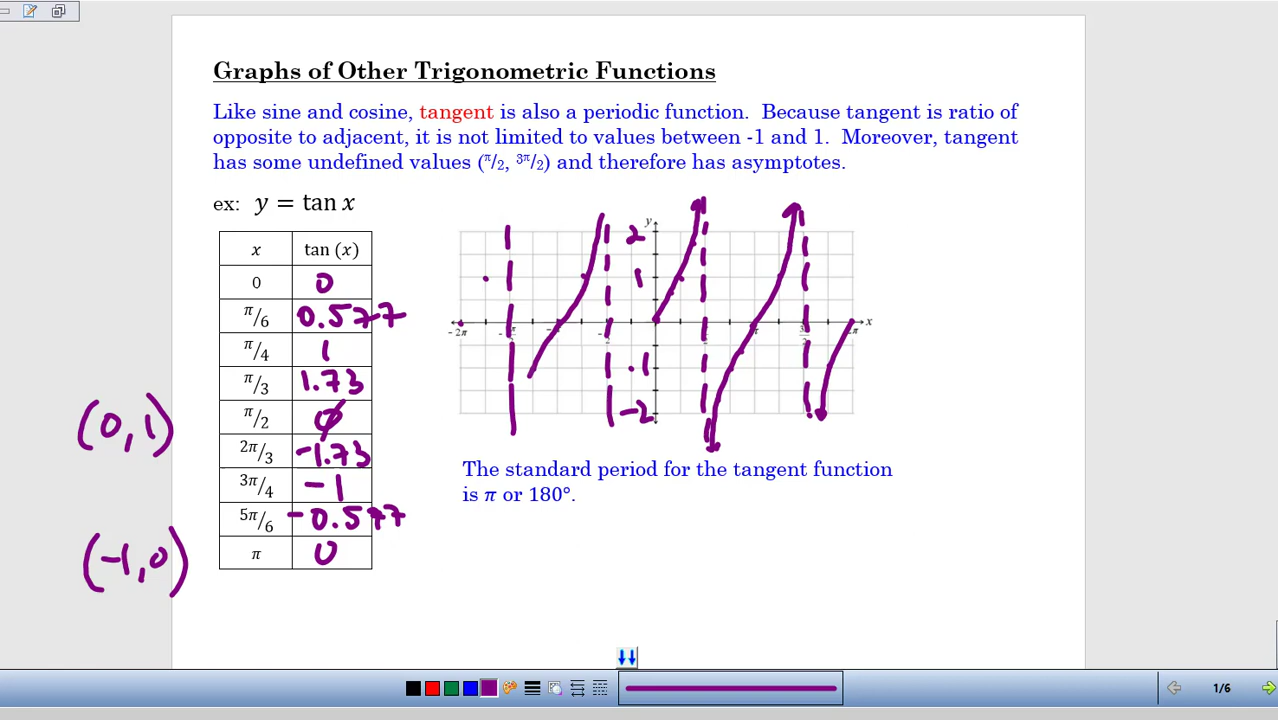 Graphs of Other Trigonometric Functions
Like sine and cosine, tangent is also a periodic function. Because tangent is ratio of
opposite to adjacent, it is not limited to values between -1 and 1. Moreover, tangent
has some undefined values (π/2, 3π/2) and therefore has asymptotes.
ex: y = tan x
x tan (x)
0 0
π/6 0.577
π/4 1
π/3 1.73
π/2 ∅
2π/3 -1.73
3π/4 -1
5π/6 -0.577
π 0
(0,1)
(-1,0)
y
2
1
-2π
π
2π
x
-1
-2
The standard period for the tangent function
is π or 180°.
1/6